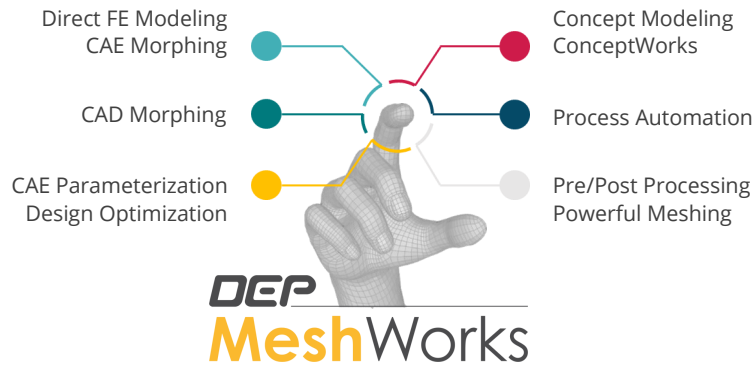 Direct FE Modeling
CAE Morphing
CAD Morphing
CAE Parameterization
Design Optimization
Concept Modeling
ConceptWorks
Process Automation
Pre/Post Processing
Powerful Meshing
DEP
MeshWorks